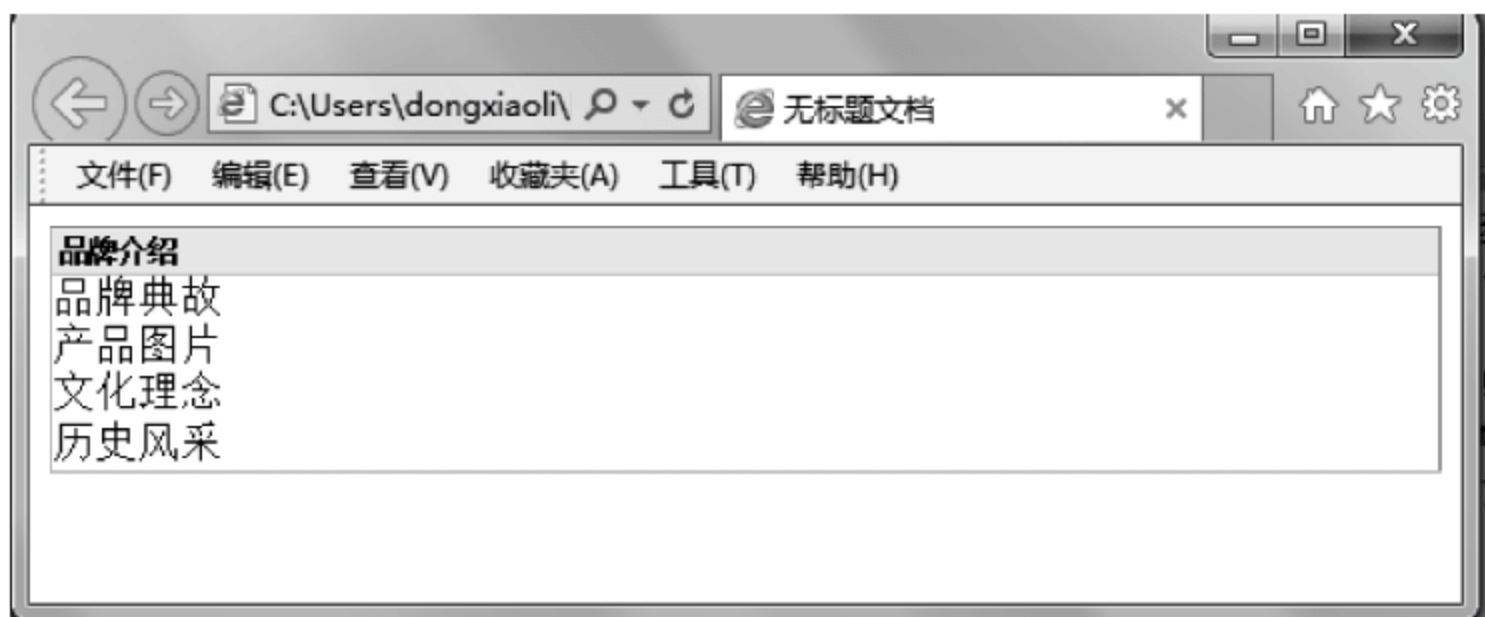 C:\Users\dongxiaoli\ 无标题文档
文件(F) 编辑(E) 查看(V) 收藏夹(A) 工具(T) 帮助(H)
品牌介绍
品牌典故
产品图片
文化理念
历史风采